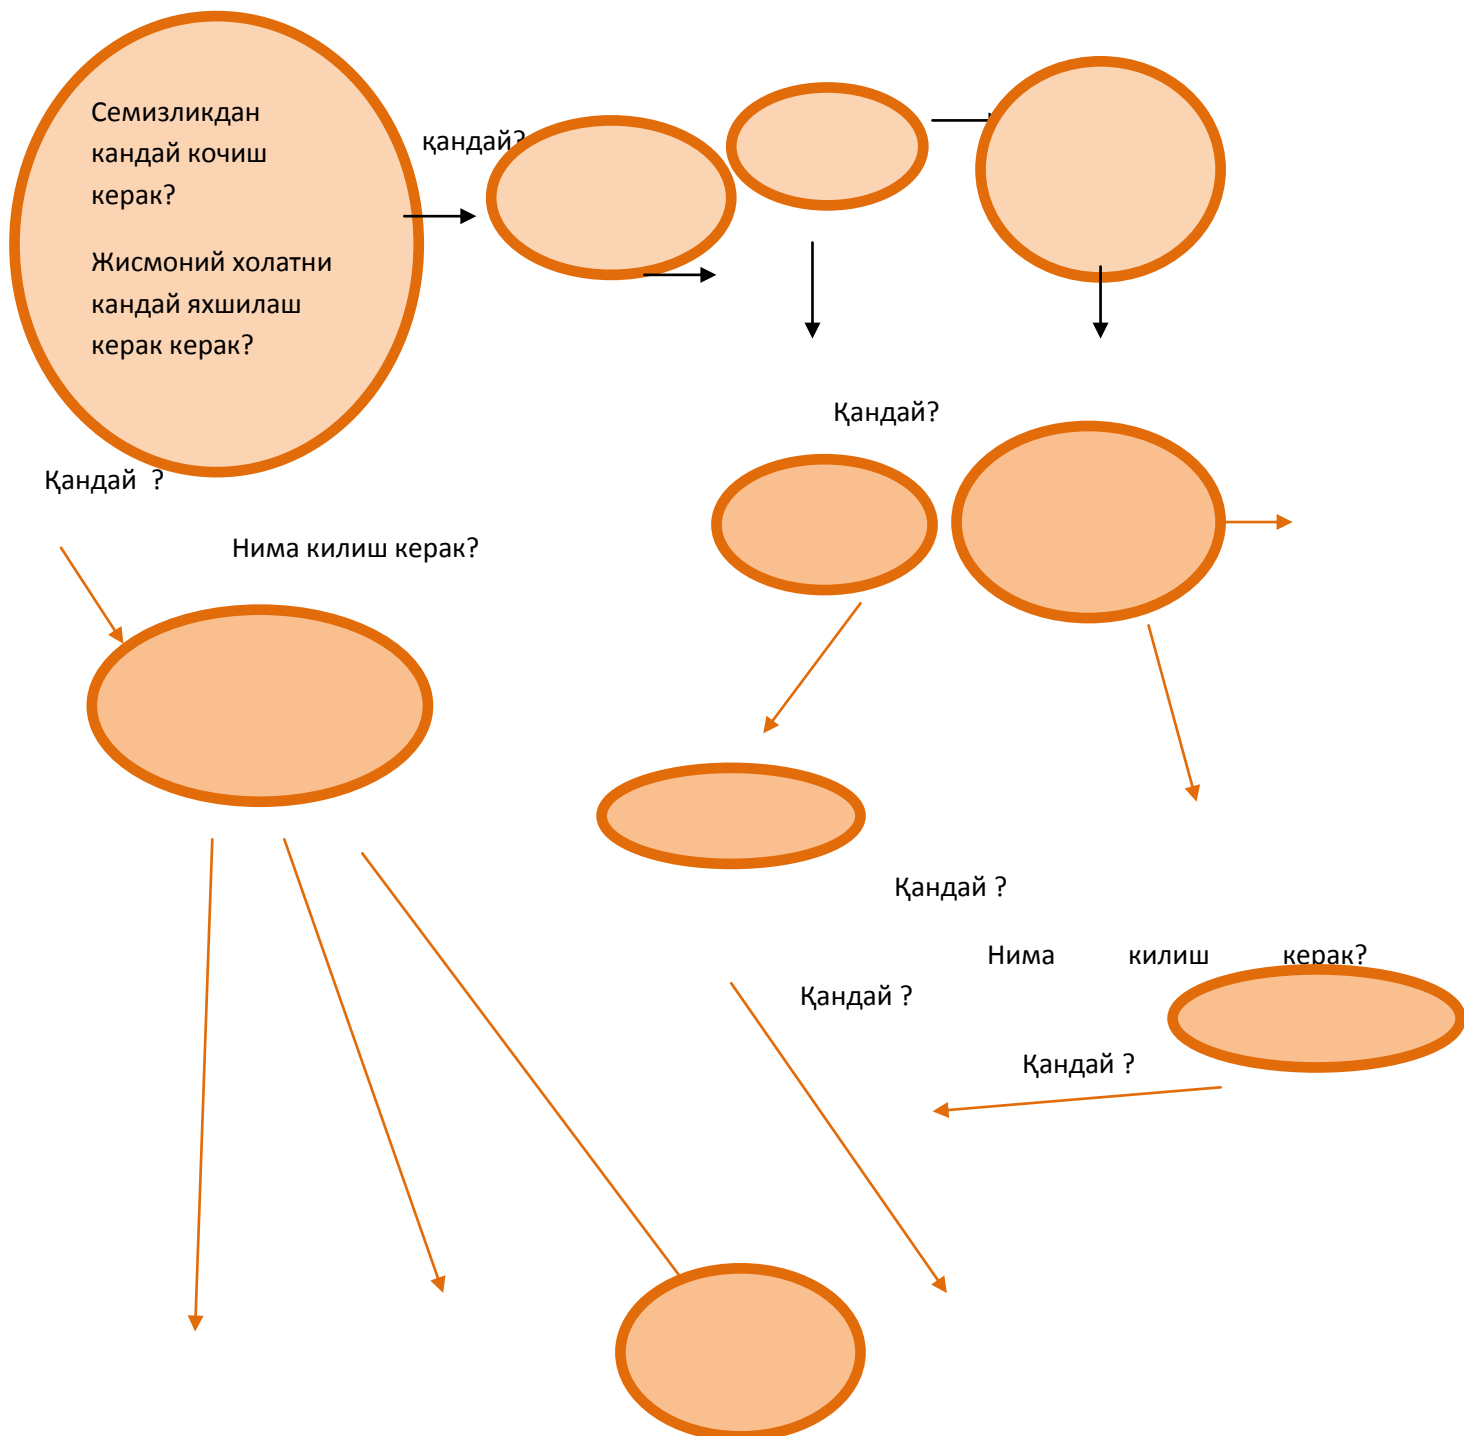 Семизликдан
кандай кочиш
керак?
Жисмоний холатни
кандай яхшилаш
керак керак?
қандай?
Қандай?
Қандай ?
Нима килиш керак?
Қандай ?
Нима килиш керак?
Қандай ?
Қандай ?